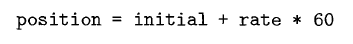 position = initial + rate * 60